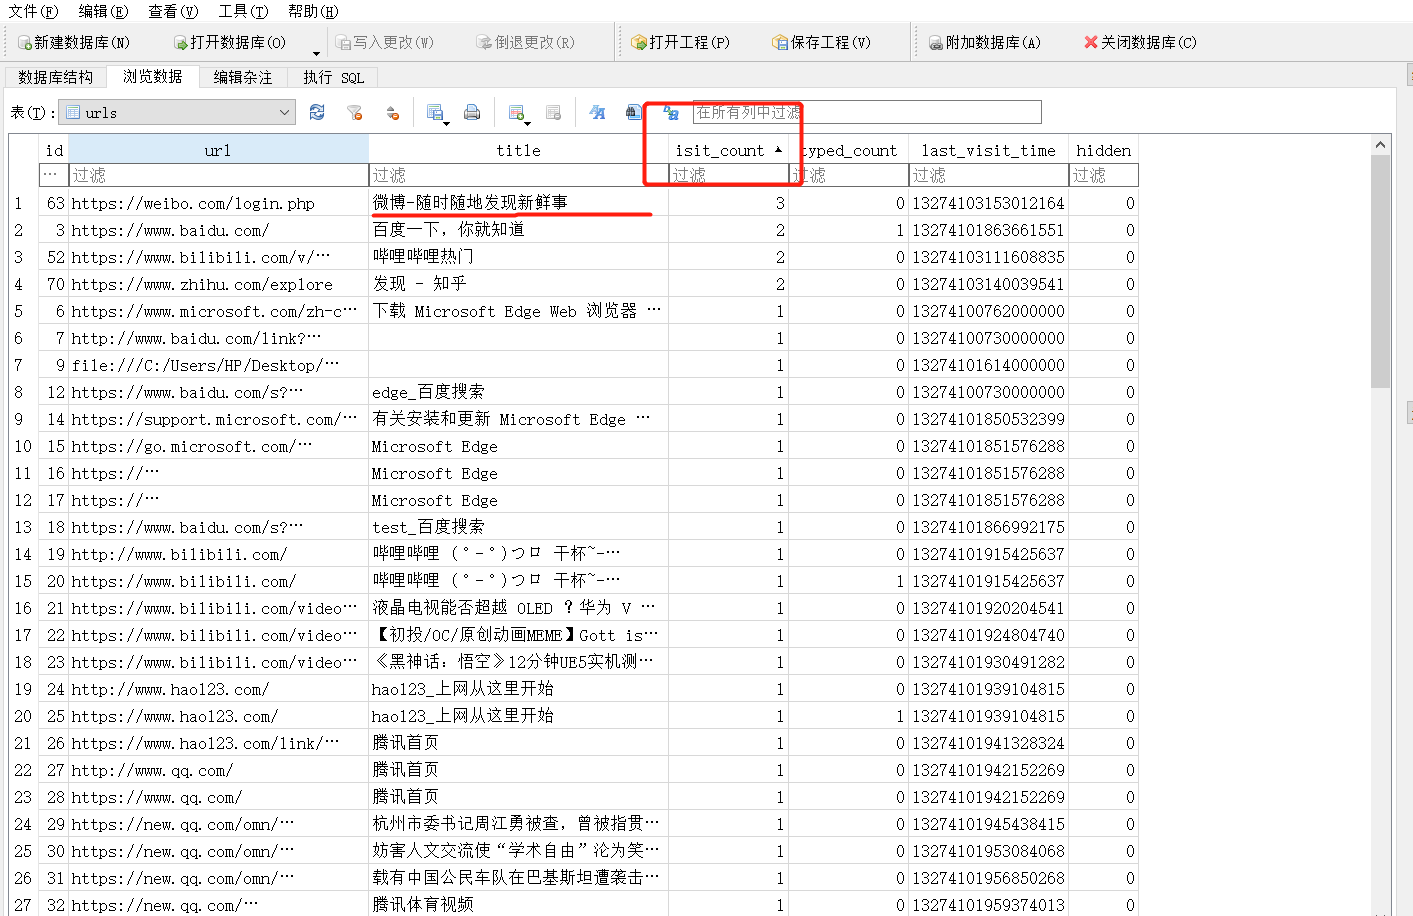 文件(F) 编辑(E) 查看(V) 工具(T) 帮助(H)
新建数据库(N) 打开数据库(O) 写入更改(W) 倒退更改(R) 打开工程(P) 保存工程(V) 附加数据库(A) 关闭数据库(C)
数据库结构 浏览数据 编辑杂注 执行 SQL
表(T): urls 在所有列中过滤
id url title isit_count typed_count last_visit_time hidden
… 过滤 过滤 过滤 过滤 过滤 过滤
1 63 https://weibo.com/login.php 微博-随时随地发现新鲜事 3 0 13274103153012164 0
2 3 https://www.baidu.com/ 百度一下，你就知道 2 1 13274101863661551 0
3 52 https://www.bilibili.com/v/… 哔哩哔哩热门 2 0 13274103111608835 0
4 70 https://www.zhihu.com/explore 发现 - 知乎 2 0 13274103140039541 0
5 6 https://www.microsoft.com/zh-c… 下载 Microsoft Edge Web 浏览器 … 1 0 13274100762000000 0
6 7 http://www.baidu.com/link?… 1 0 13274100730000000 0
7 9 file:///C:/Users/HP/Desktop/… 1 0 13274101614000000 0
8 12 https://www.baidu.com/s?… edge_百度搜索 1 0 13274100730000000 0
9 14 https://support.microsoft.com/… 有关安装和更新 Microsoft Edge … 1 0 13274101850532399 0
10 15 https://go.microsoft.com/… Microsoft Edge 1 0 13274101851576288 0
11 16 https://… Microsoft Edge 1 0 13274101851576288 0
12 17 https://… Microsoft Edge 1 0 13274101851576288 0
13 18 https://www.baidu.com/s?… test_百度搜索 1 0 13274101866992175 0
14 19 http://www.bilibili.com/ 哔哩哔哩 (゜-゜)つロ 干杯~-… 1 0 13274101915425637 0
15 20 https://www.bilibili.com/ 哔哩哔哩 (゜-゜)つロ 干杯~-… 1 1 13274101915425637 0
16 21 https://www.bilibili.com/video… 液晶电视能否超越 OLED ？华为 V … 1 0 13274101920204541 0
17 22 https://www.bilibili.com/video… 【初投/OC/原创动画MEME】Gott is… 1 0 13274101924804740 0
18 23 https://www.bilibili.com/video… 《黑神话：悟空》12分钟UE5实机测… 1 0 13274101930491282 0
19 24 http://www.hao123.com/ hao123_上网从这里开始 1 0 13274101939104815 0
20 25 https://www.hao123.com/ hao123_上网从这里开始 1 1 13274101939104815 0
21 26 https://www.hao123.com/link/… 腾讯首页 1 0 13274101941328324 0
22 27 http://www.qq.com/ 腾讯首页 1 0 13274101942152269 0
23 28 https://www.qq.com/ 腾讯首页 1 0 13274101942152269 0
24 29 https://new.qq.com/omn/… 杭州市委书记周江勇被查，曾被指贯… 1 0 13274101945438415 0
25 30 https://new.qq.com/omn/… 妨害人文交流使“学术自由”沦为笑… 1 0 13274101953084068 0
26 31 https://new.qq.com/omn/… 载有中国公民车队在巴基斯坦遭袭击… 1 0 13274101956850268 0
27 32 https://new.qq.com/… 腾讯体育视频 1 0 13274101959374013 0